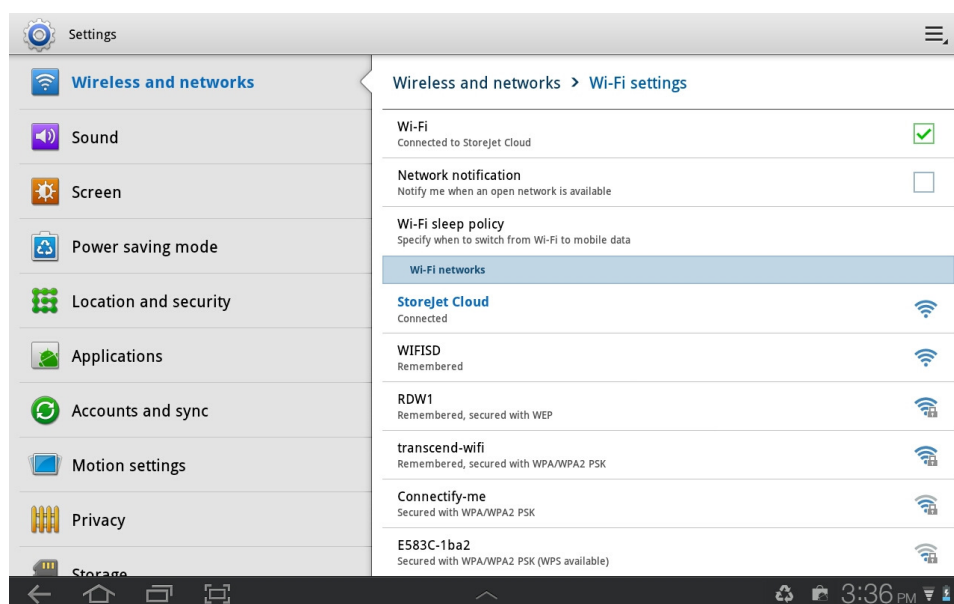 Settings
Wireless and networks
Sound
Screen
Power saving mode
Location and security
Applications
Accounts and sync
Motion settings
Privacy
Storage
Wireless and networks > Wi-Fi settings
Wi-Fi
Connected to StoreJet Cloud
Network notification
Notify me when an open network is available
Wi-Fi sleep policy
Specify when to switch from Wi-Fi to mobile data
Wi-Fi networks
StoreJet Cloud
Connected
WIFISD
Remembered
RDW1
Remembered, secured with WEP
transcend-wifi
Remembered, secured with WPA/WPA2 PSK
Connectify-me
Secured with WPA/WPA2 PSK
E583C-1ba2
Secured with WPA/WPA2 PSK (WPS available)
3:36 PM